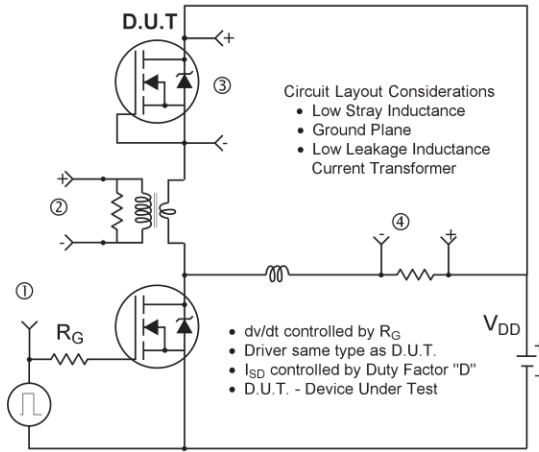 D.U.T
+
③
-
Circuit Layout Considerations
• Low Stray Inductance
• Ground Plane
• Low Leakage Inductance
Current Transformer
+
②
-
④
-
+
①
RG
• dv/dt controlled by RG
• Driver same type as D.U.T.
• ISD controlled by Duty Factor "D"
• D.U.T. - Device Under Test
VDD
+
-